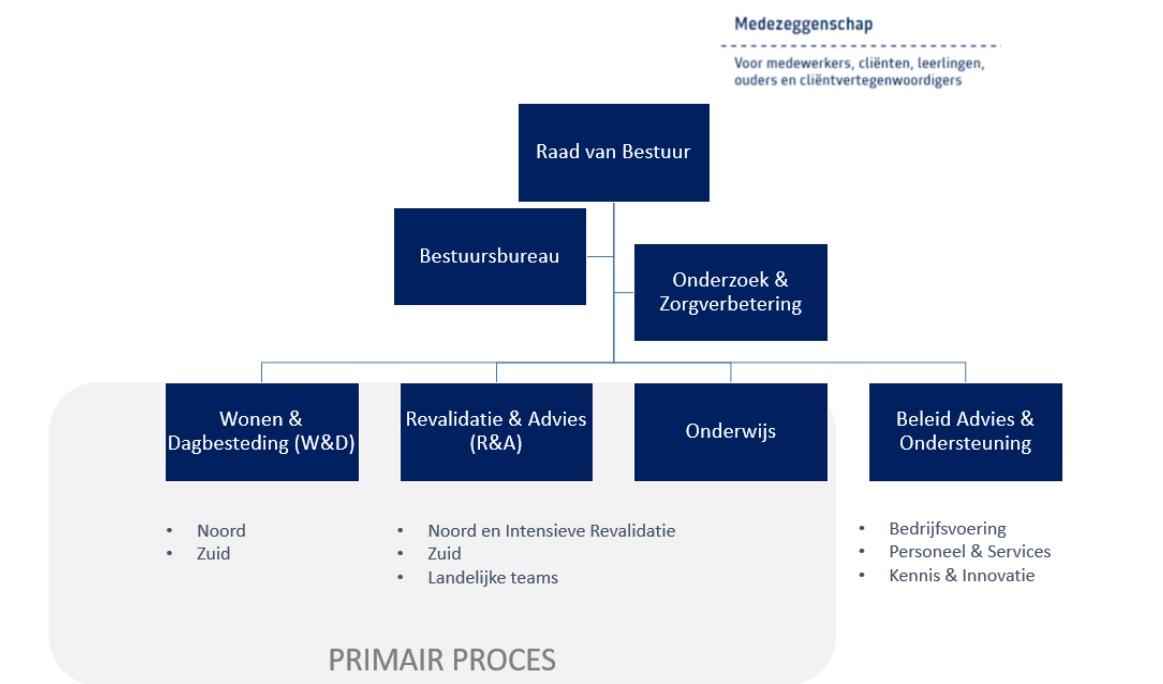 Medezeggenschap
Voor medewerkers, cliënten, leerlingen,
ouders en cliëntvertegenwoordigers
Raad van Bestuur
Bestuursbureau
Onderzoek &
Zorgverbetering
Wonen &
Dagbesteding (W&D)
Revalidatie & Advies
(R&A)
Onderwijs
Beleid Advies &
Ondersteuning
• Noord
• Zuid
• Noord en Intensieve Revalidatie
• Zuid
• Landelijke teams
• Bedrijfsvoering
• Personeel & Services
• Kennis & Innovatie
PRIMAIR PROCES